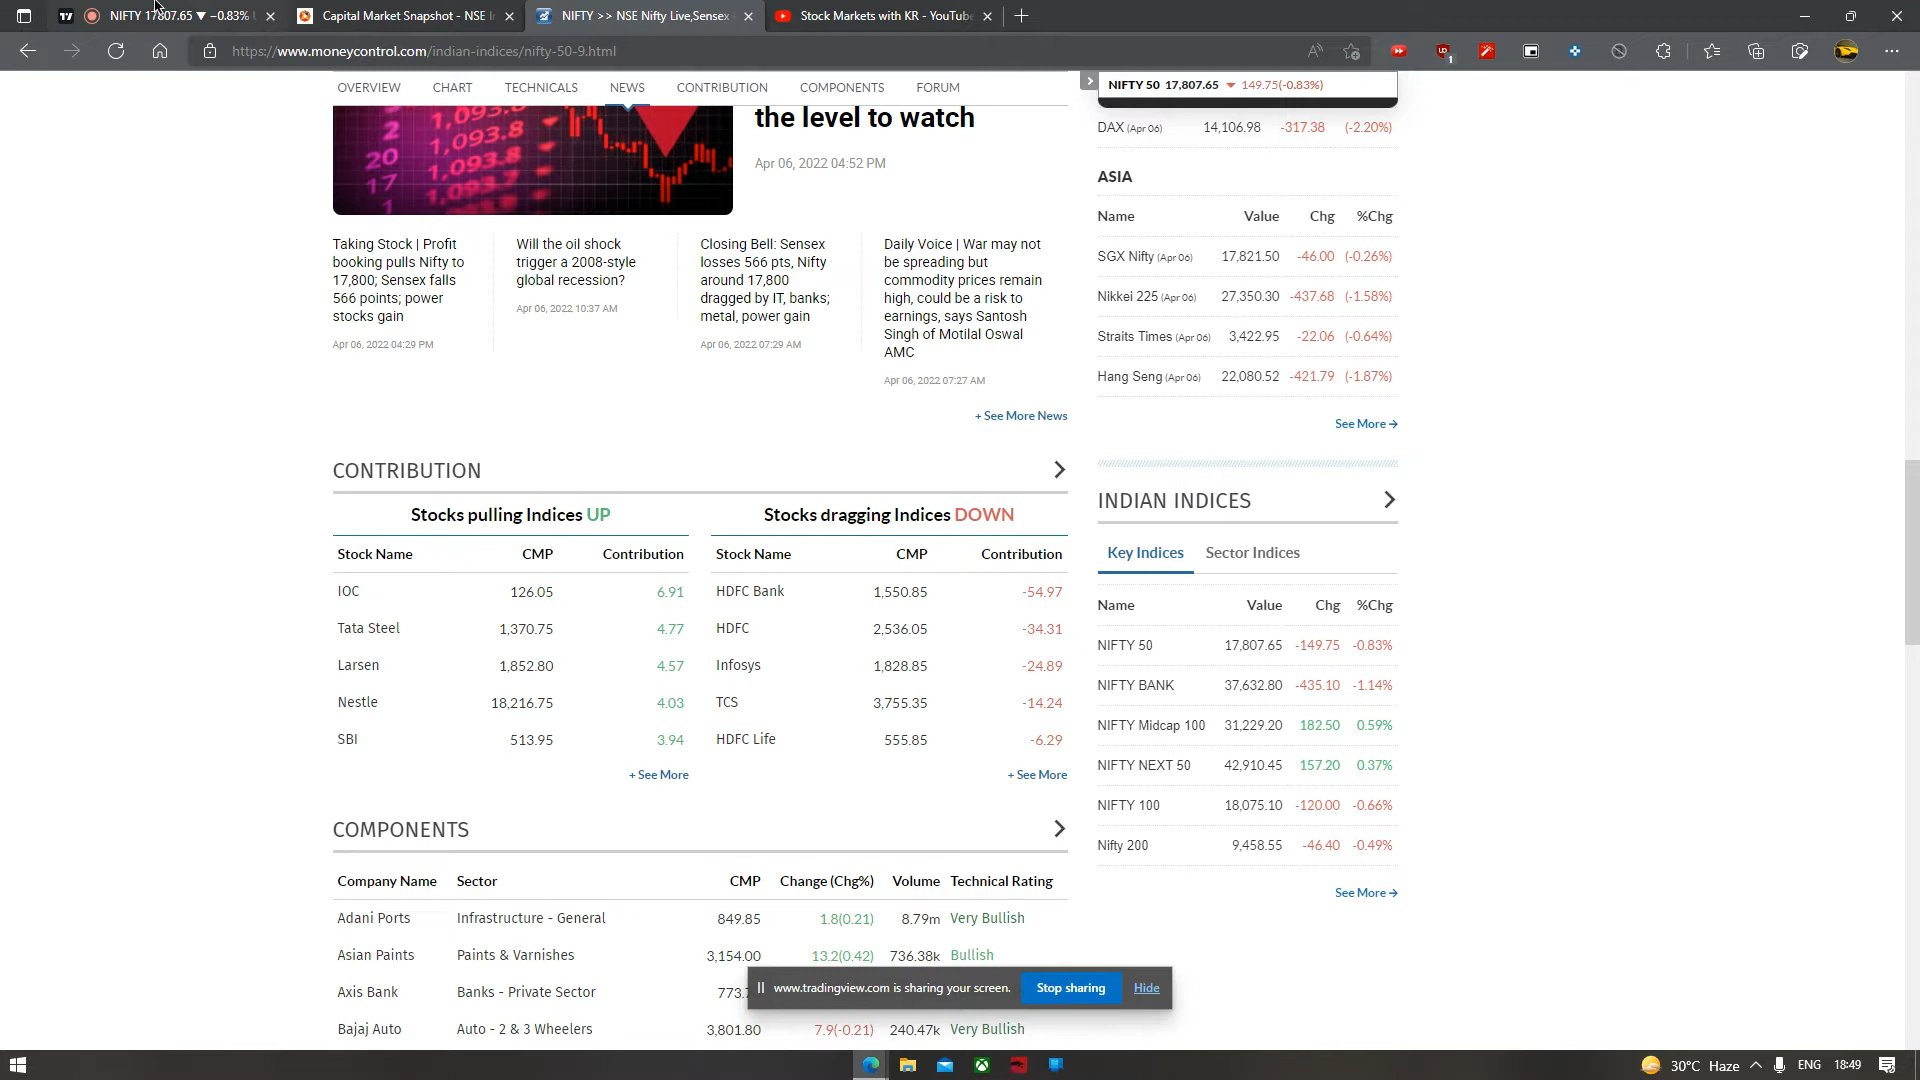 NIFTY 17807.65 ▼ −0.83%
Capital Market Snapshot - NSE I
NIFTY >> NSE Nifty Live,Sensex
Stock Markets with KR - YouTube
https://www.moneycontrol.com/indian-indices/nifty-50-9.html
OVERVIEW
CHART
TECHNICALS
NEWS
CONTRIBUTION
COMPONENTS
FORUM
the level to watch
Apr 06, 2022 04:52 PM
1,093.8
2
20
1,093.8
17
1,093.7
1
Taking Stock | Profit
booking pulls Nifty to
17,800; Sensex falls
566 points; power
stocks gain
Apr 06, 2022 04:29 PM
Will the oil shock
trigger a 2008-style
global recession?
Apr 06, 2022 10:37 AM
Closing Bell: Sensex
losses 566 pts, Nifty
around 17,800
dragged by IT, banks;
metal, power gain
Apr 06, 2022 07:29 AM
Daily Voice | War may not
be spreading but
commodity prices remain
high, could be a risk to
earnings, says Santosh
Singh of Motilal Oswal
AMC
Apr 06, 2022 07:27 AM
+ See More News
CONTRIBUTION
Stocks pulling Indices UP
Stock Name CMP Contribution
IOC 126.05 6.91
Tata Steel 1,370.75 4.77
Larsen 1,852.80 4.57
Nestle 18,216.75 4.03
SBI 513.95 3.94
+ See More
Stocks dragging Indices DOWN
Stock Name CMP Contribution
HDFC Bank 1,550.85 -54.97
HDFC 2,536.05 -34.31
Infosys 1,828.85 -24.89
TCS 3,755.35 -14.24
HDFC Life 555.85 -6.29
+ See More
COMPONENTS
Company Name Sector CMP Change (Chg%) Volume Technical Rating
Adani Ports Infrastructure - General 849.85 1.8(0.21) 8.79m Very Bullish
Asian Paints Paints & Varnishes 3,154.00 13.2(0.42) 736.38k Bullish
Axis Bank Banks - Private Sector 773.
Bajaj Auto Auto - 2 & 3 Wheelers 3,801.80 7.9(-0.21) 240.47k Very Bullish
NIFTY 50 17,807.65 ▼ 149.75(-0.83%)
DAX (Apr 06) 14,106.98 -317.38 (-2.20%)
ASIA
Name Value Chg %Chg
SGX Nifty (Apr 06) 17,821.50 -46.00 (-0.26%)
Nikkei 225 (Apr 06) 27,350.30 -437.68 (-1.58%)
Straits Times (Apr 06) 3,422.95 -22.06 (-0.64%)
Hang Seng (Apr 06) 22,080.52 -421.79 (-1.87%)
See More →
INDIAN INDICES
Key Indices Sector Indices
Name Value Chg %Chg
NIFTY 50 17,807.65 -149.75 -0.83%
NIFTY BANK 37,632.80 -435.10 -1.14%
NIFTY Midcap 100 31,229.20 182.50 0.59%
NIFTY NEXT 50 42,910.45 157.20 0.37%
NIFTY 100 18,075.10 -120.00 -0.66%
Nifty 200 9,458.55 -46.40 -0.49%
See More →
www.tradingview.com is sharing your screen.
Stop sharing
Hide
30°C Haze
ENG
18:49